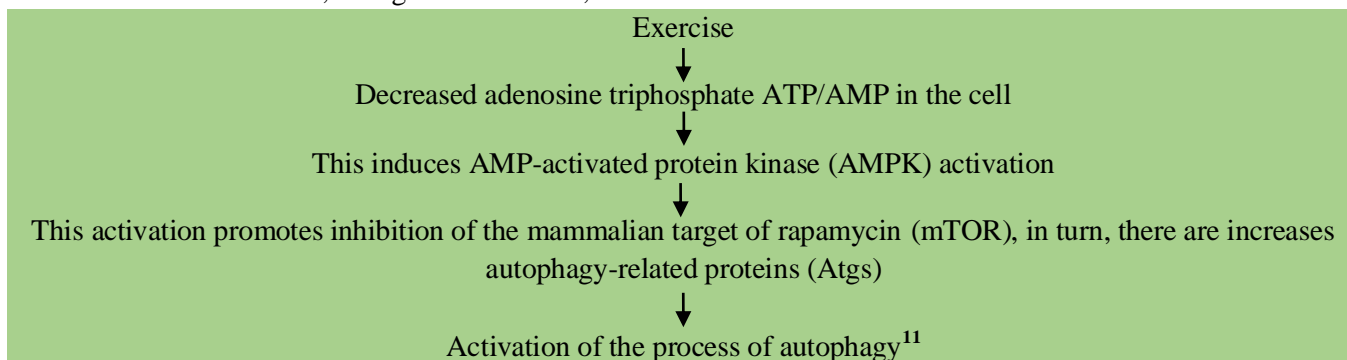 Exercise
Decreased adenosine triphosphate ATP/AMP in the cell
This induces AMP-activated protein kinase (AMPK) activation
This activation promotes inhibition of the mammalian target of rapamycin (mTOR), in turn, there are increases
autophagy-related proteins (Atgs)
Activation of the process of autophagy11